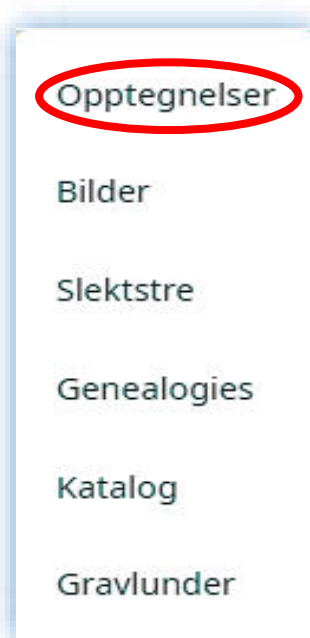 Opptegnelser
Bilder
Slektstre
Genealogies
Katalog
Gravlunder